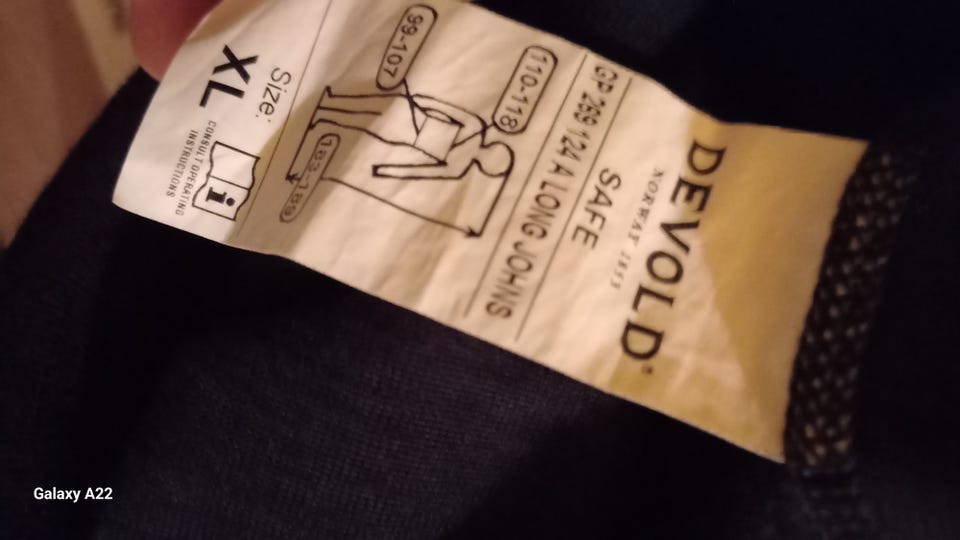 DEVOLD®
NORWAY 1853
SAFE
GP 269 124 A LONG JOHNS
110-118
99-107
183-189
Size:
XL
i
CONSULT OPERATING
INSTRUCTIONS
Galaxy A22